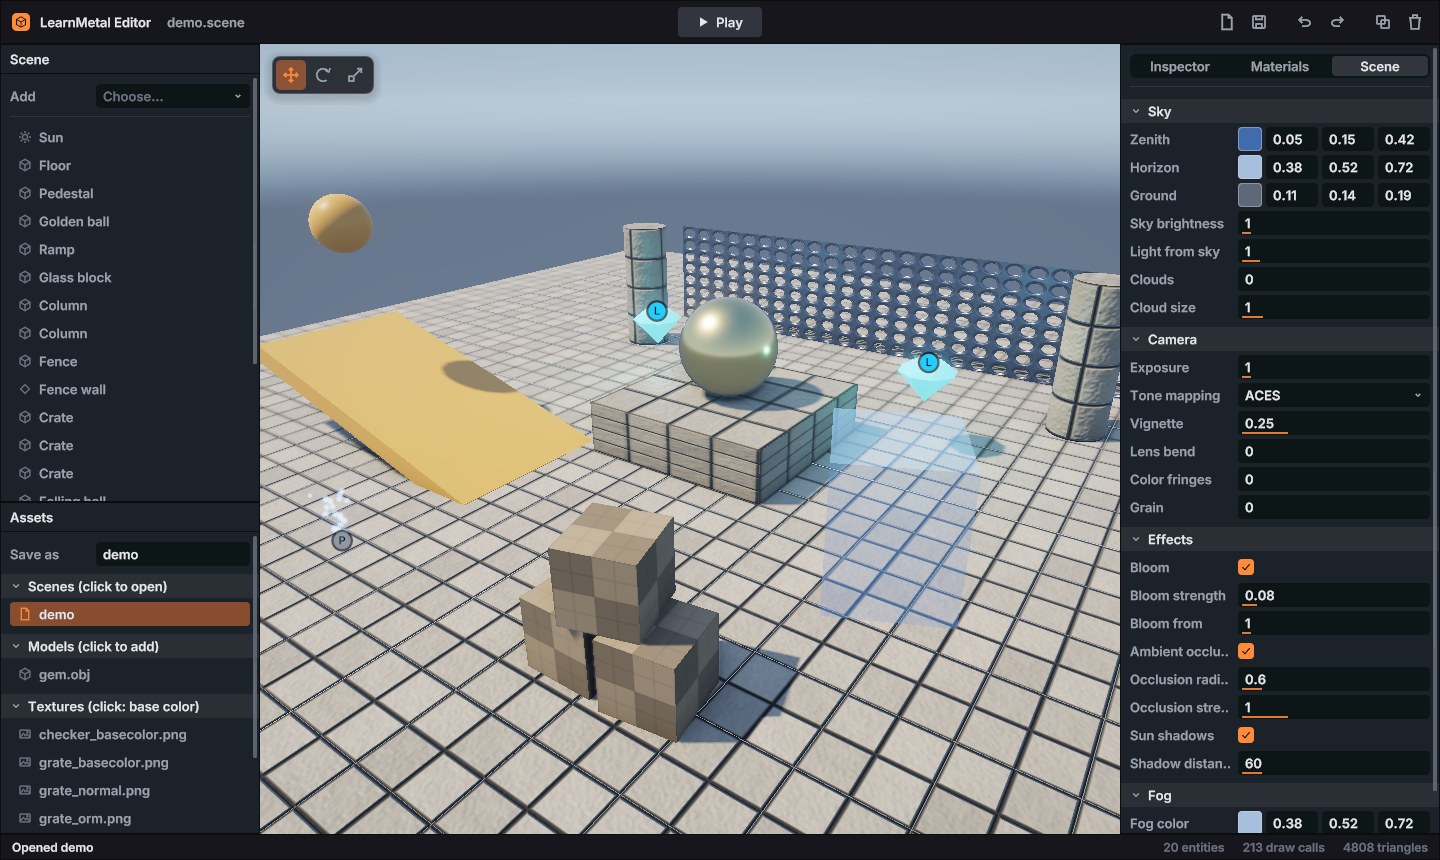 LearnMetal Editor demo.scene Play
Scene
Add Choose...
Sun
Floor
Pedestal
Golden ball
Ramp
Glass block
Column
Column
Fence
Fence wall
Crate
Crate
Crate
Falling ball
Assets
Save as demo
Scenes (click to open)
demo
Models (click to add)
gem.obj
Textures (click: base color)
checker_basecolor.png
grate_basecolor.png
grate_normal.png
grate_orm.png
L
L
P
Inspector Materials Scene
Sky
Zenith 0.05 0.15 0.42
Horizon 0.38 0.52 0.72
Ground 0.11 0.14 0.19
Sky brightness 1
Light from sky 1
Clouds 0
Cloud size 1
Camera
Exposure 1
Tone mapping ACES
Vignette 0.25
Lens bend 0
Color fringes 0
Grain 0
Effects
Bloom
Bloom strength 0.08
Bloom from 1
Ambient occlu..
Occlusion radi.. 0.6
Occlusion stre.. 1
Sun shadows
Shadow distan.. 60
Fog
Fog color 0.38 0.52 0.72
Opened demo 20 entities 213 draw calls 4808 triangles